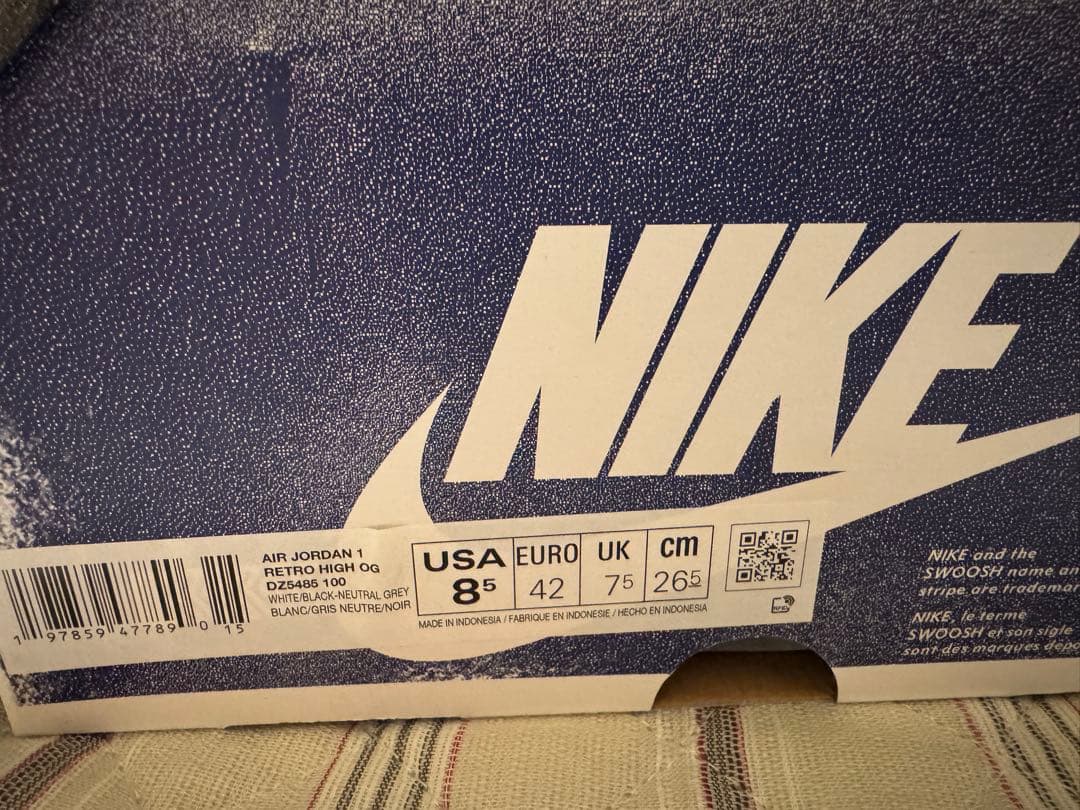 NIKE
AIR JORDAN 1
RETRO HIGH OG
DZ5485 100
WHITE/BLACK-NEUTRAL GREY
BLANC/GRIS NEUTRE/NOIR
1 97859 47789 0 15
USA EURO UK cm
8⁵ 42 7⁵ 26⁵
MADE IN INDONESIA / FABRIQUE EN INDONESIE / HECHO EN INDONESIA
NIKE and the
SWOOSH name an
stripe are trademar
NIKE, le terme
SWOOSH et son sigle
sont des marques dépo